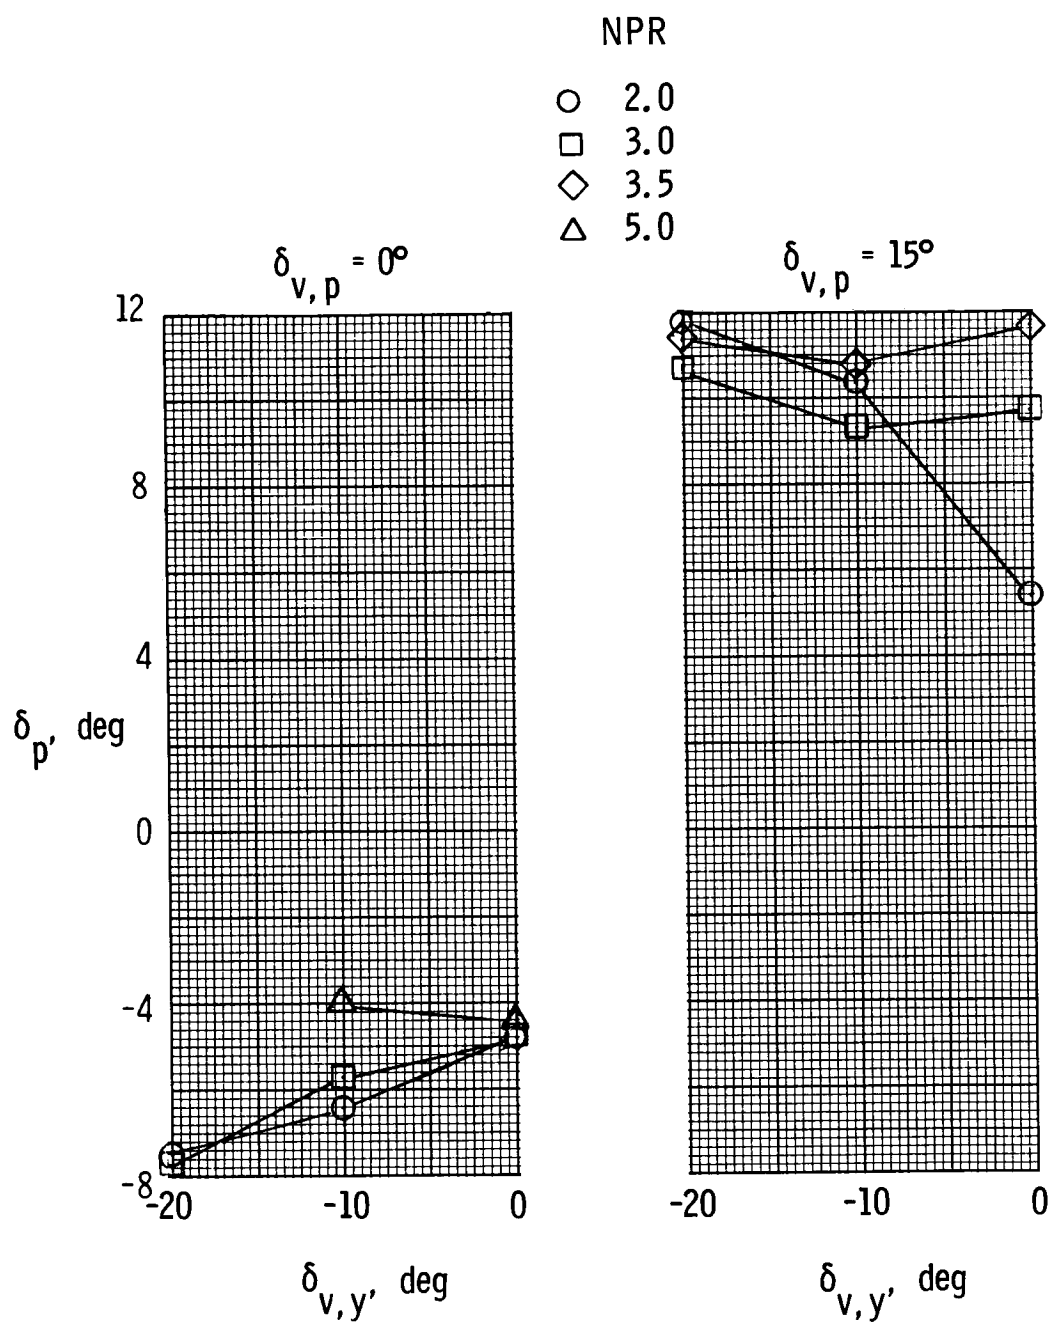 NPR
2.0
3.0
3.5
5.0
δv, p = 0°
δv, p = 15°
12
8
4
0
-4
-8
δp, deg
-20 -10 0
-20 -10 0
δv, y, deg
δv, y, deg